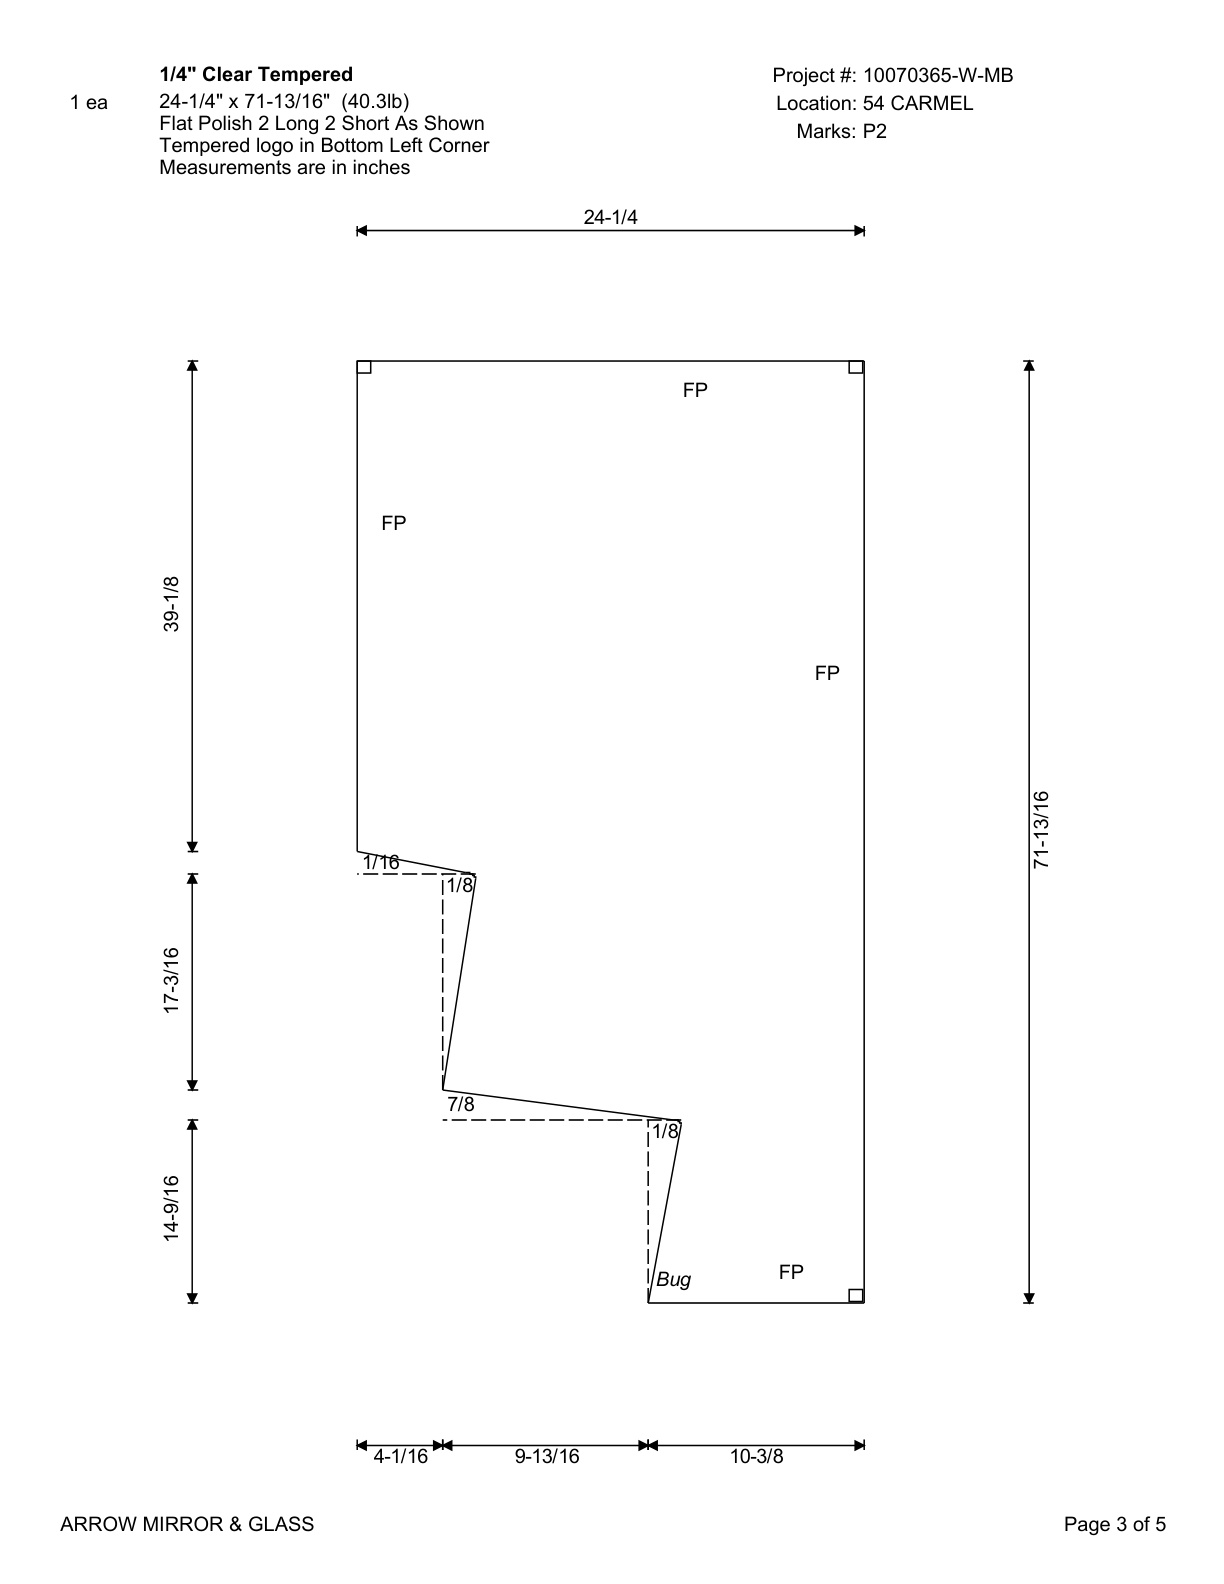 1/4" Clear Tempered
1 ea
24-1/4" x 71-13/16" (40.3lb)
Flat Polish 2 Long 2 Short As Shown
Tempered logo in Bottom Left Corner
Measurements are in inches
Project #: 10070365-W-MB
Location: 54 CARMEL
Marks: P2
24-1/4
FP
FP
39-1/8
FP
71-13/16
1/16
1/8
17-3/16
7/8
1/8
14-9/16
Bug
FP
4-1/16
9-13/16
10-3/8
ARROW MIRROR & GLASS
Page 3 of 5